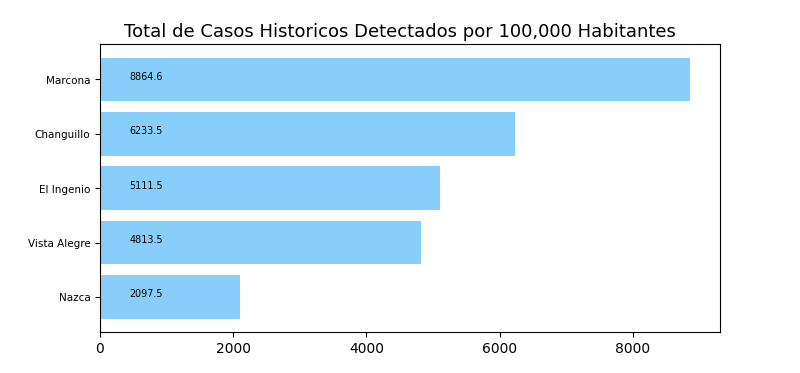 Total de Casos Historicos Detectados por 100,000 Habitantes
Marcona 8864.6
Changuillo 6233.5
El Ingenio 5111.5
Vista Alegre 4813.5
Nazca 2097.5
0 2000 4000 6000 8000